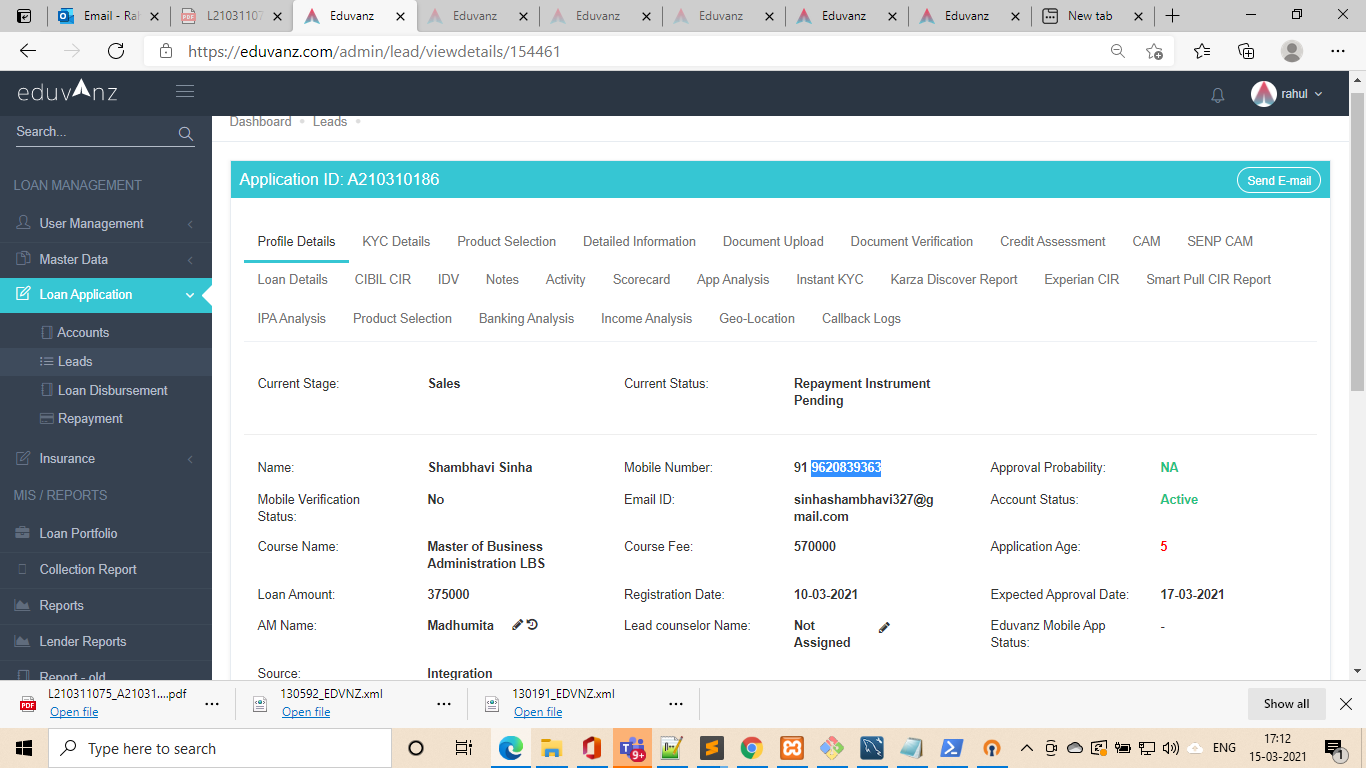 Email - Ra
L21031107
Eduvanz
Eduvanz
Eduvanz
Eduvanz
Eduvanz
Eduvanz
New tab
https://eduvanz.com/admin/lead/viewdetails/154461
eduvanz
rahul
Search...
Dashboard • Leads •
LOAN MANAGEMENT
User Management
Master Data
Loan Application
Accounts
Leads
Loan Disbursement
Repayment
Insurance
MIS / REPORTS
Loan Portfolio
Collection Report
Reports
Lender Reports
Report - old
Application ID: A210310186
Send E-mail
Profile Details KYC Details Product Selection Detailed Information Document Upload Document Verification Credit Assessment CAM SENP CAM
Loan Details CIBIL CIR IDV Notes Activity Scorecard App Analysis Instant KYC Karza Discover Report Experian CIR Smart Pull CIR Report
IPA Analysis Product Selection Banking Analysis Income Analysis Geo-Location Callback Logs
Current Stage: Sales Current Status: Repayment Instrument
Pending
Name: Shambhavi Sinha Mobile Number: 91 9620839363 Approval Probability: NA
Mobile Verification No Email ID: sinhashambhavi327@g Account Status: Active
Status: mail.com
Course Name: Master of Business Course Fee: 570000 Application Age: 5
Administration LBS
Loan Amount: 375000 Registration Date: 10-03-2021 Expected Approval Date: 17-03-2021
AM Name: Madhumita Lead counselor Name: Not Eduvanz Mobile App -
Assigned Status:
Source: Integration
L210311075_A21031....pdf
Open file
130592_EDVNZ.xml
Open file
130191_EDVNZ.xml
Open file
Show all
Type here to search
9+
ENG
17:12
15-03-2021
1